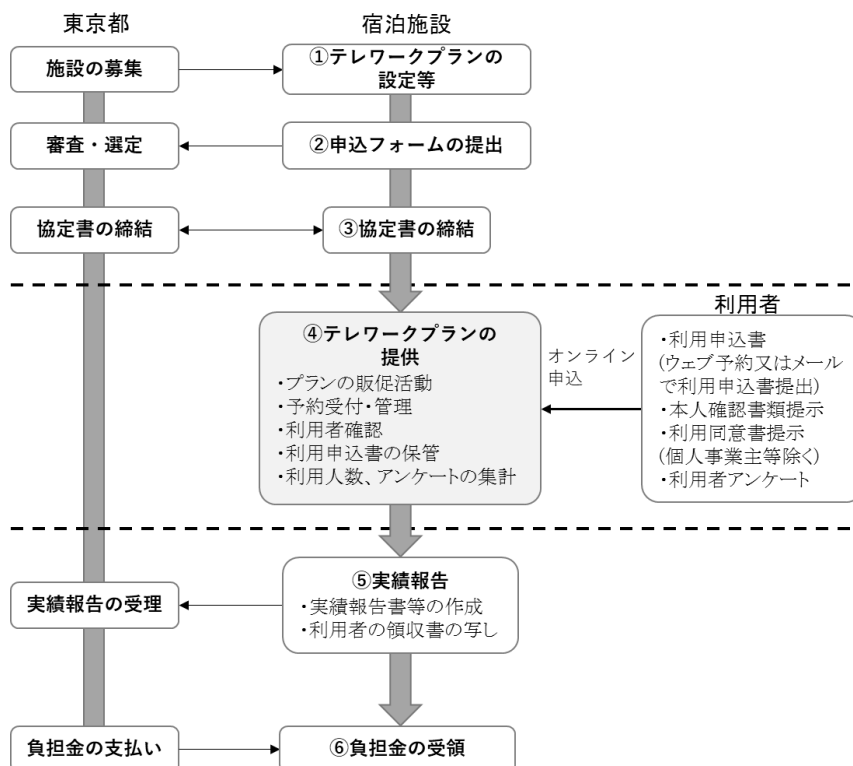 東京都
宿泊施設
施設の募集
①テレワークプランの
設定等
審査・選定
②申込フォームの提出
協定書の締結
③協定書の締結
利用者
④テレワークプランの
提供
・プランの販促活動
・予約受付・管理
・利用者確認
・利用申込書の保管
・利用人数、アンケートの集計
オンライン
申込
・利用申込書
(ウェブ予約又はメール
で利用申込書提出)
・本人確認書類提示
・利用同意書提示
(個人事業主等除く)
・利用者アンケート
実績報告の受理
⑤実績報告
・実績報告書等の作成
・利用者の領収書の写し
負担金の支払い
⑥負担金の受領